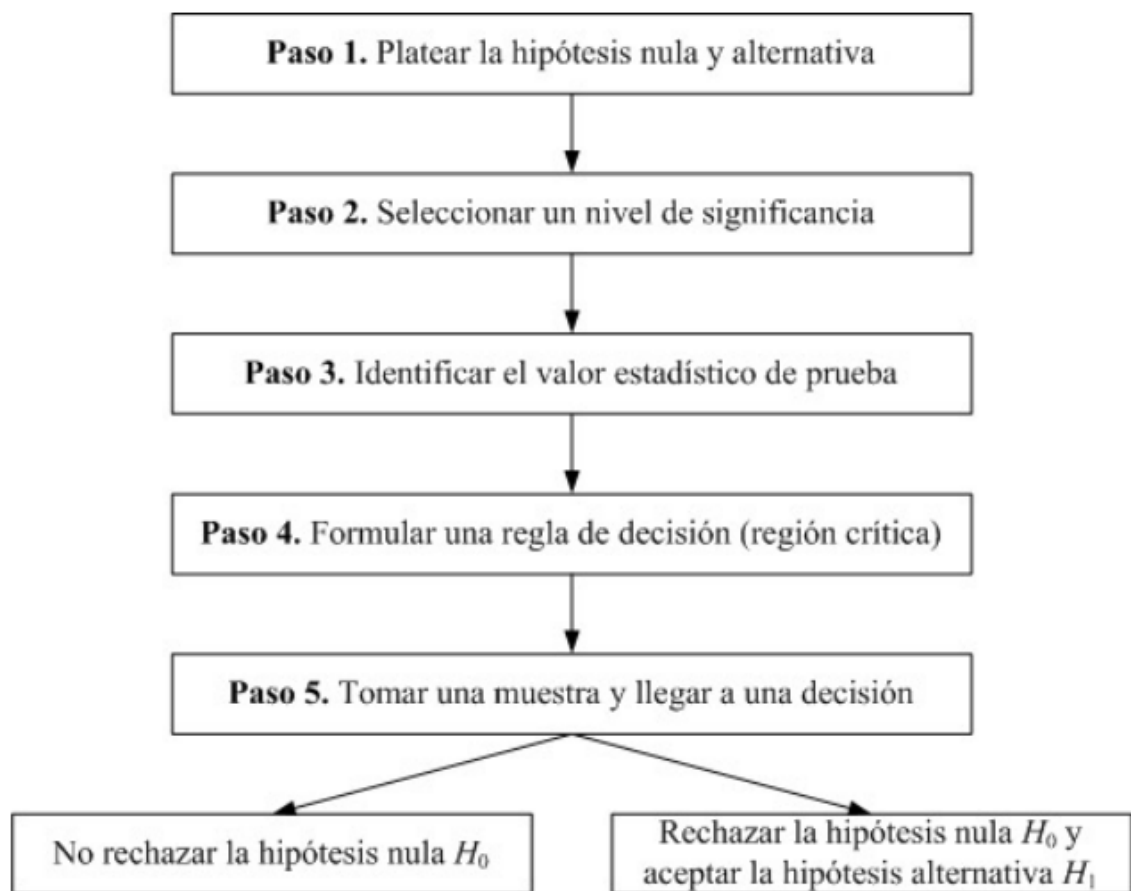 Paso 1. Platear la hipótesis nula y alternativa
Paso 2. Seleccionar un nivel de significancia
Paso 3. Identificar el valor estadístico de prueba
Paso 4. Formular una regla de decisión (región crítica)
Paso 5. Tomar una muestra y llegar a una decisión
No rechazar la hipótesis nula H₀
Rechazar la hipótesis nula H₀ y
aceptar la hipótesis alternativa H₁